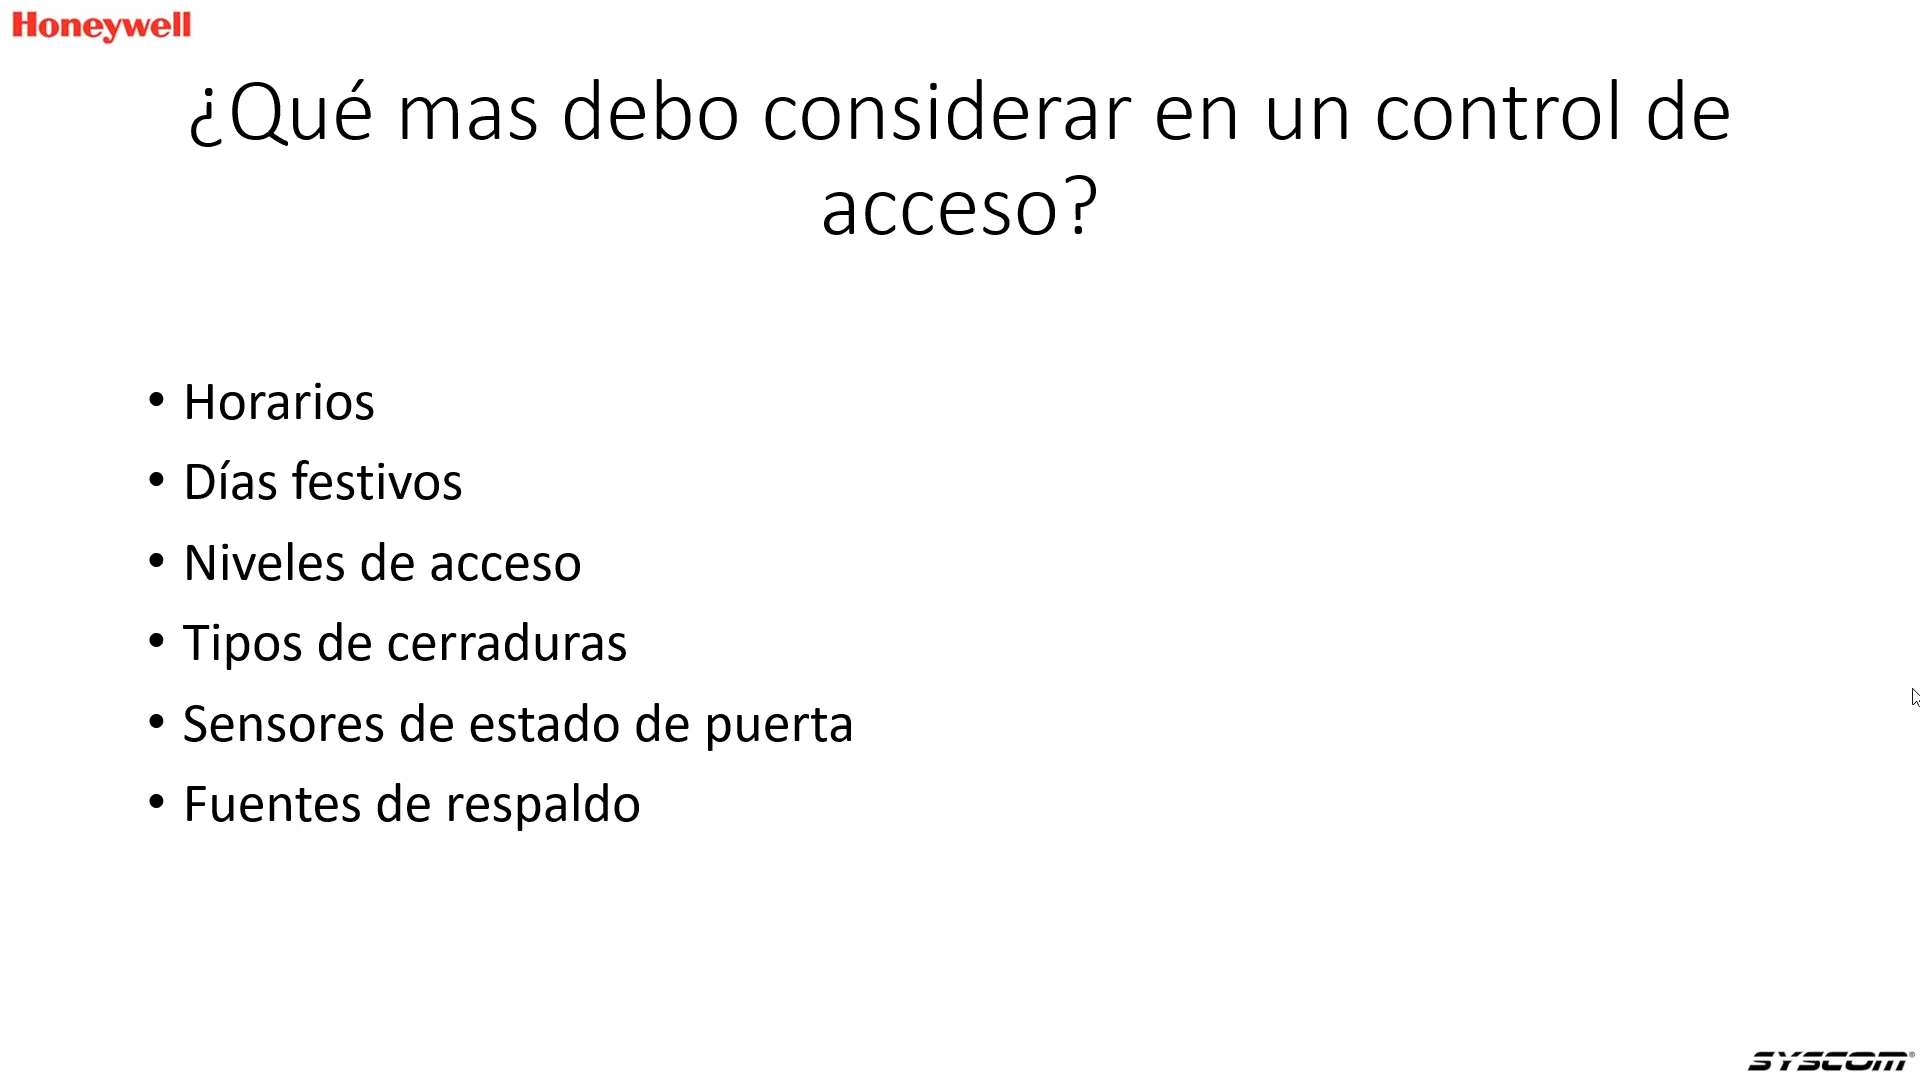 Honeywell
¿Qué mas debo considerar en un control de
acceso?
• Horarios
• Días festivos
• Niveles de acceso
• Tipos de cerraduras
• Sensores de estado de puerta
• Fuentes de respaldo
SYSCOM®